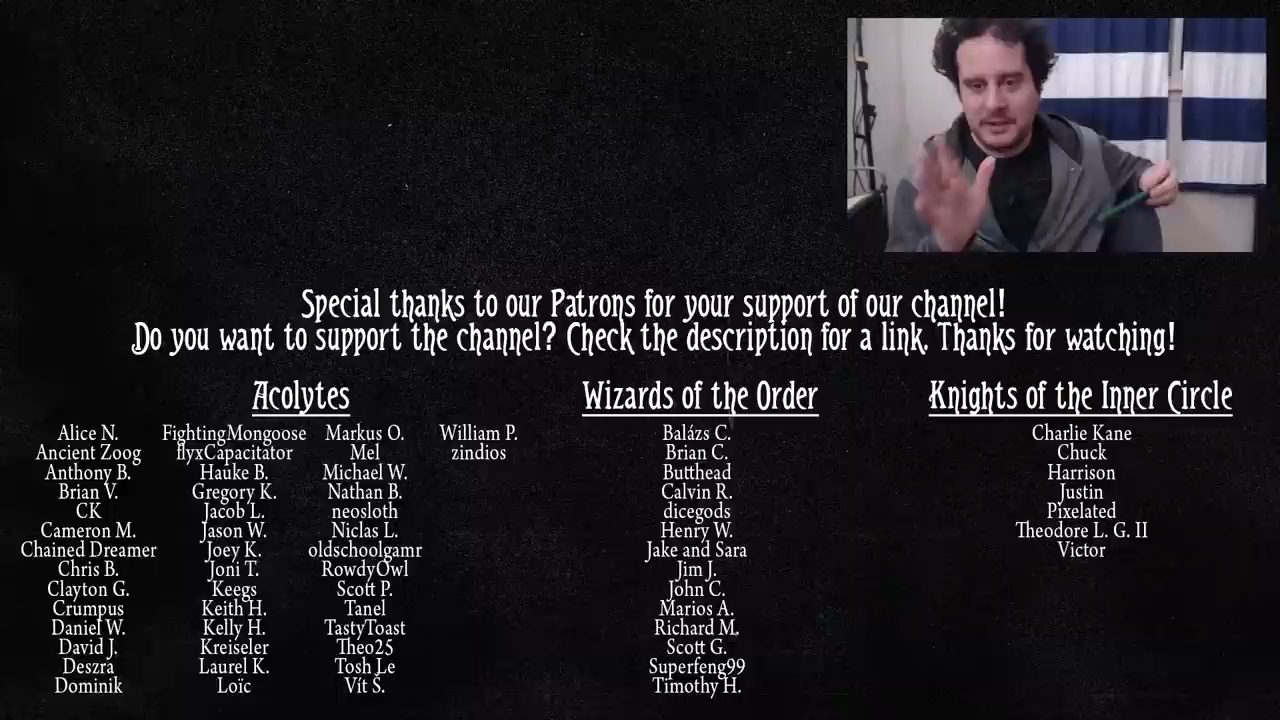 Special thanks to our Patrons for your support of our channel!
Do you want to support the channel? Check the description for a link. Thanks for watching!
Acolytes
Alice N.
Ancient Zoog
Anthony B.
Brian V.
CK
Cameron M.
Chained Dreamer
Chris B.
Clayton G.
Crumpus
Daniel W.
David J.
Deszra
Dominik
FightingMongoose
flyxCapacitator
Hauke B.
Gregory K.
Jacob L.
Jason W.
Joey K.
Joni T.
Keegs
Keith H.
Kelly H.
Kreiseler
Laurel K.
Loïc
Markus O.
Mel
Michael W.
Nathan B.
neosloth
Niclas L.
oldschoolgamr
RowdyOwl
Scott P.
Tanel
TastyToast
Theo25
Tosh Le
Vít S.
William P.
zindios
Wizards of the Order
Balázs C.
Brian C.
Butthead
Calvin R.
dicegods
Henry W.
Jake and Sara
Jim J.
John C.
Marios A.
Richard M.
Scott G.
Superfeng99
Timothy H.
Knights of the Inner Circle
Charlie Kane
Chuck
Harrison
Justin
Pixelated
Theodore L. G. II
Victor